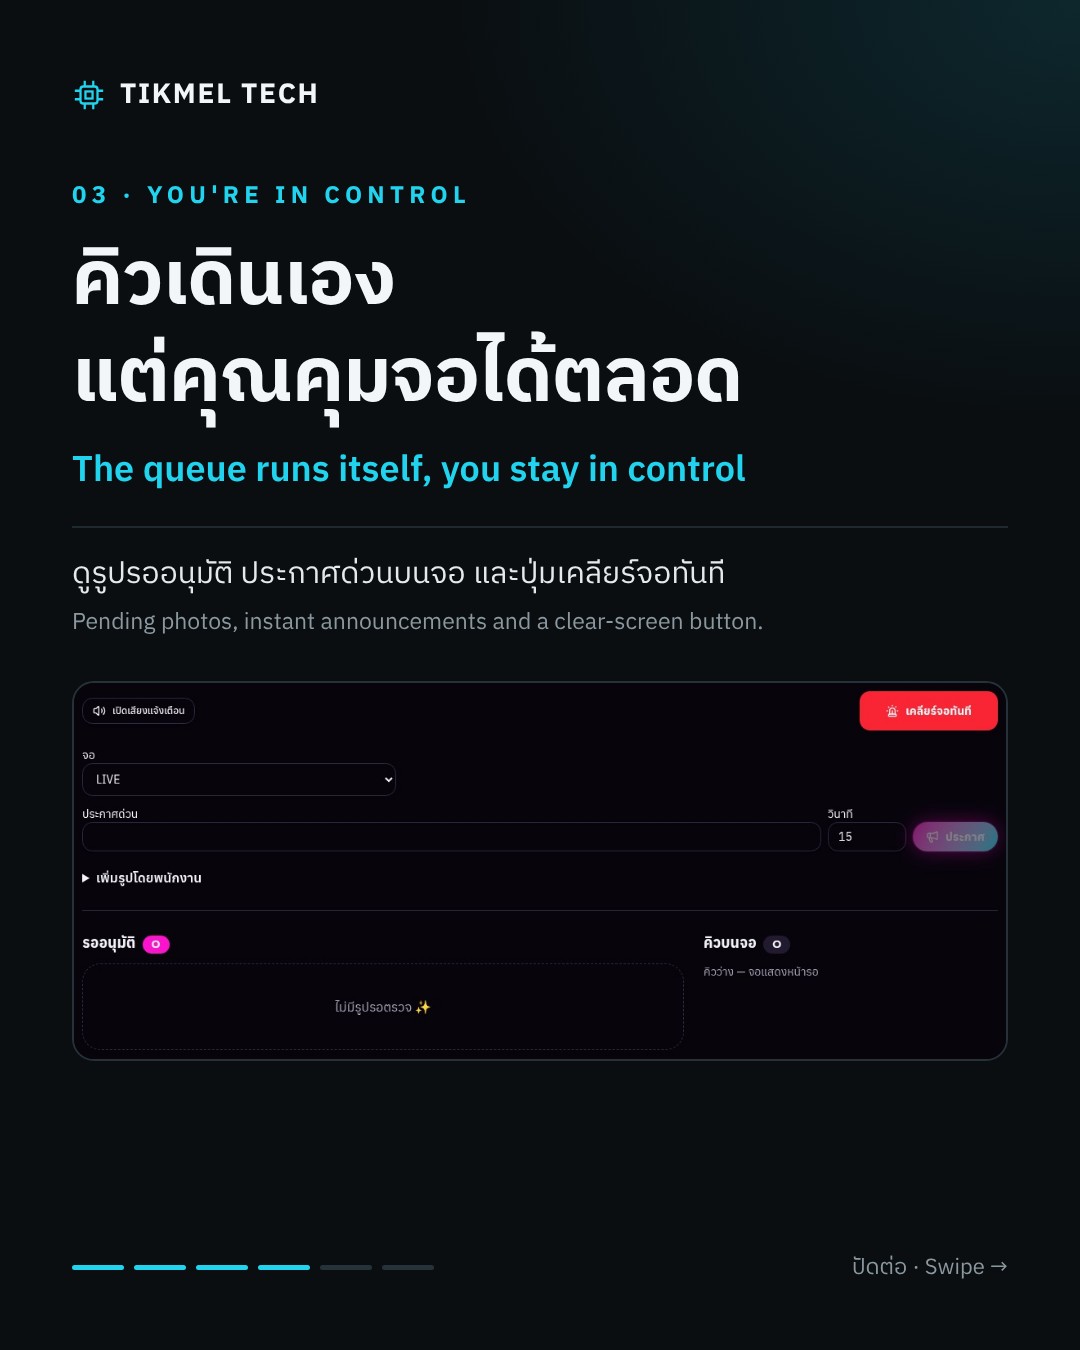 TIKMEL TECH
03 · YOU'RE IN CONTROL
คิวเดินเอง
แต่คุณคุมจอได้ตลอด
The queue runs itself, you stay in control
ดูรูปรออนุมัติ ประกาศด่วนบนจอ และปุ่มเคลียร์จอทันที
Pending photos, instant announcements and a clear-screen button.
เปิดเสียงแจ้งเตือน
เคลียร์จอทันที
จอ
LIVE
ประกาศด่วน
วินาที
15
ประกาศ
▶ เพิ่มรูปโดยพนักงาน
รออนุมัติ 0
คิวบนจอ 0
คิวว่าง — จอแสดงหน้ารอ
ไม่มีรูปรอตรวจ ✨
ปัดต่อ · Swipe →